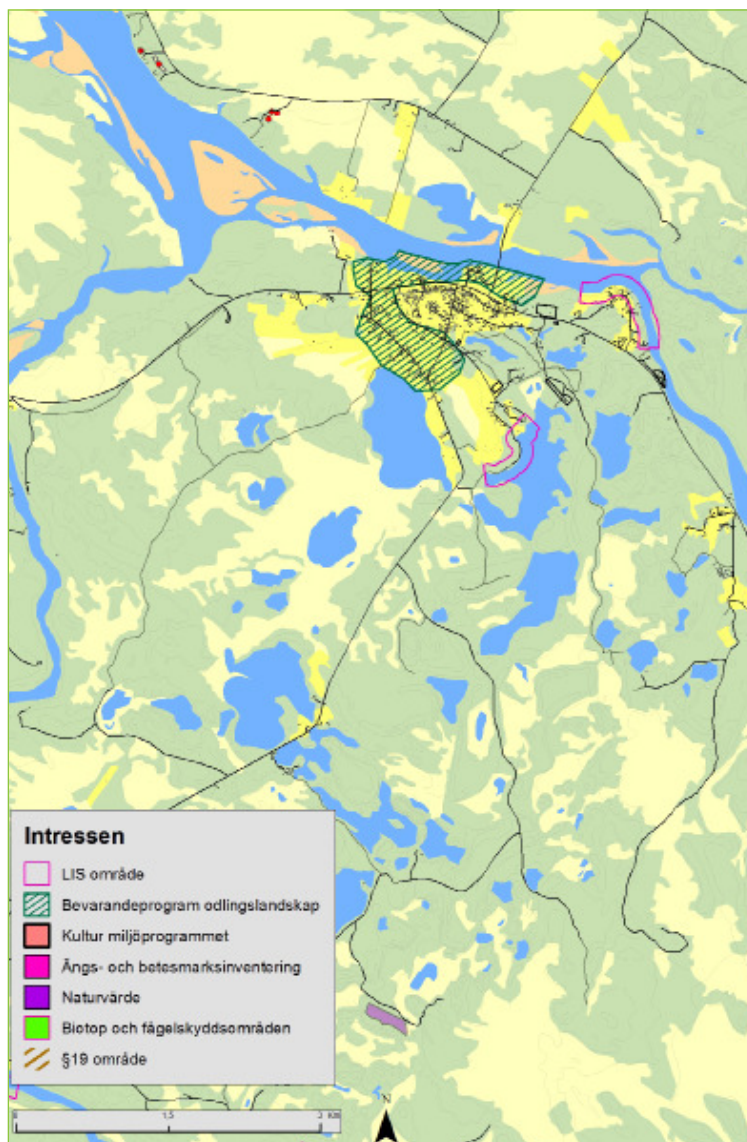 Intressen
LIS område
Bevarandeprogram odlingslandskap
Kultur miljöprogrammet
Ängs- och betesmarksinventering
Naturvärde
Biotop och fågelskyddsområden
§19 område
0 1,5 3 Km
N